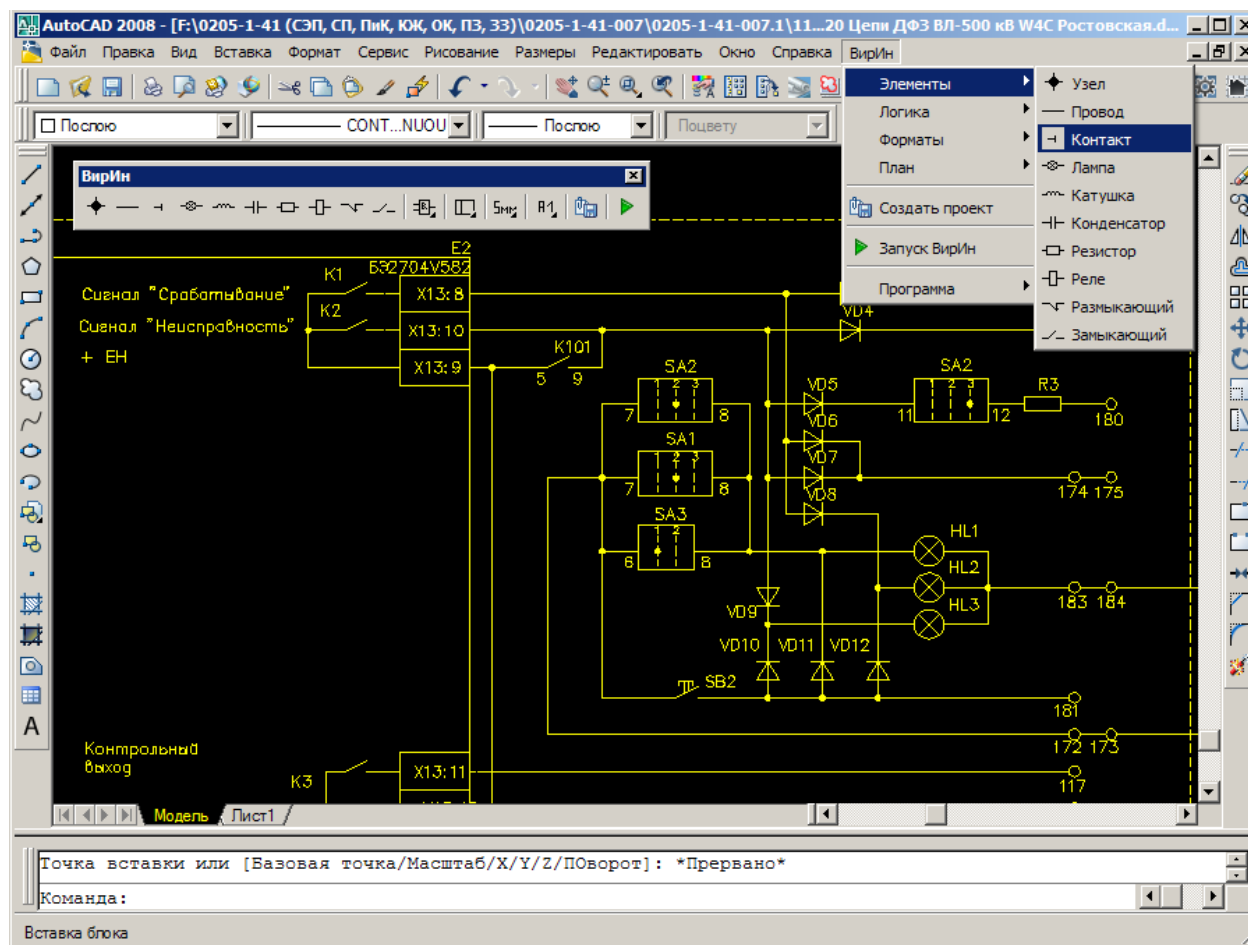 AutoCAD 2008 - [F:\0205-1-41 (СЭП, СП, ПиК, КЖ, ОК, ПЗ, ЗЗ)\0205-1-41-007\0205-1-41-007.1\11...20 Цепи ДФЗ ВЛ-500 кВ W4C Ростовская.d...
Файл Правка Вид Вставка Формат Сервис Рисование Размеры Редактировать Окно Справка ВирИн
Послою CONT...NUOU Послою Поцвету
Элементы
Логика
Форматы
План
Создать проект
Запуск ВирИн
Программа
Узел
Провод
Контакт
Лампа
Катушка
Конденсатор
Резистор
Реле
Размыкающий
Замыкающий
ВирИн
E2
БЭ2704V582
K1
Сигнал "Срабатывание" X13:8
K2
VD4
Сигнал "Неисправность" X13:10
+ ЕН X13:9
K101
5 9
SA2
1 2 3
7 8
VD5
SA2
1 2 3
11 12
R3
180
VD6
SA1
1 2 3
7 8
VD7
174 175
VD8
SA3
1 2
6 8
HL1
HL2
HL3
183 184
VD9
VD10 VD11 VD12
SB2
181
172 173
Контрольный
выход
K3 X13:11
117
Модель Лист1
Точка вставки или [Базовая точка/Масштаб/X/Y/Z/ПОворот]: *Прервано*
Команда:
Вставка блока